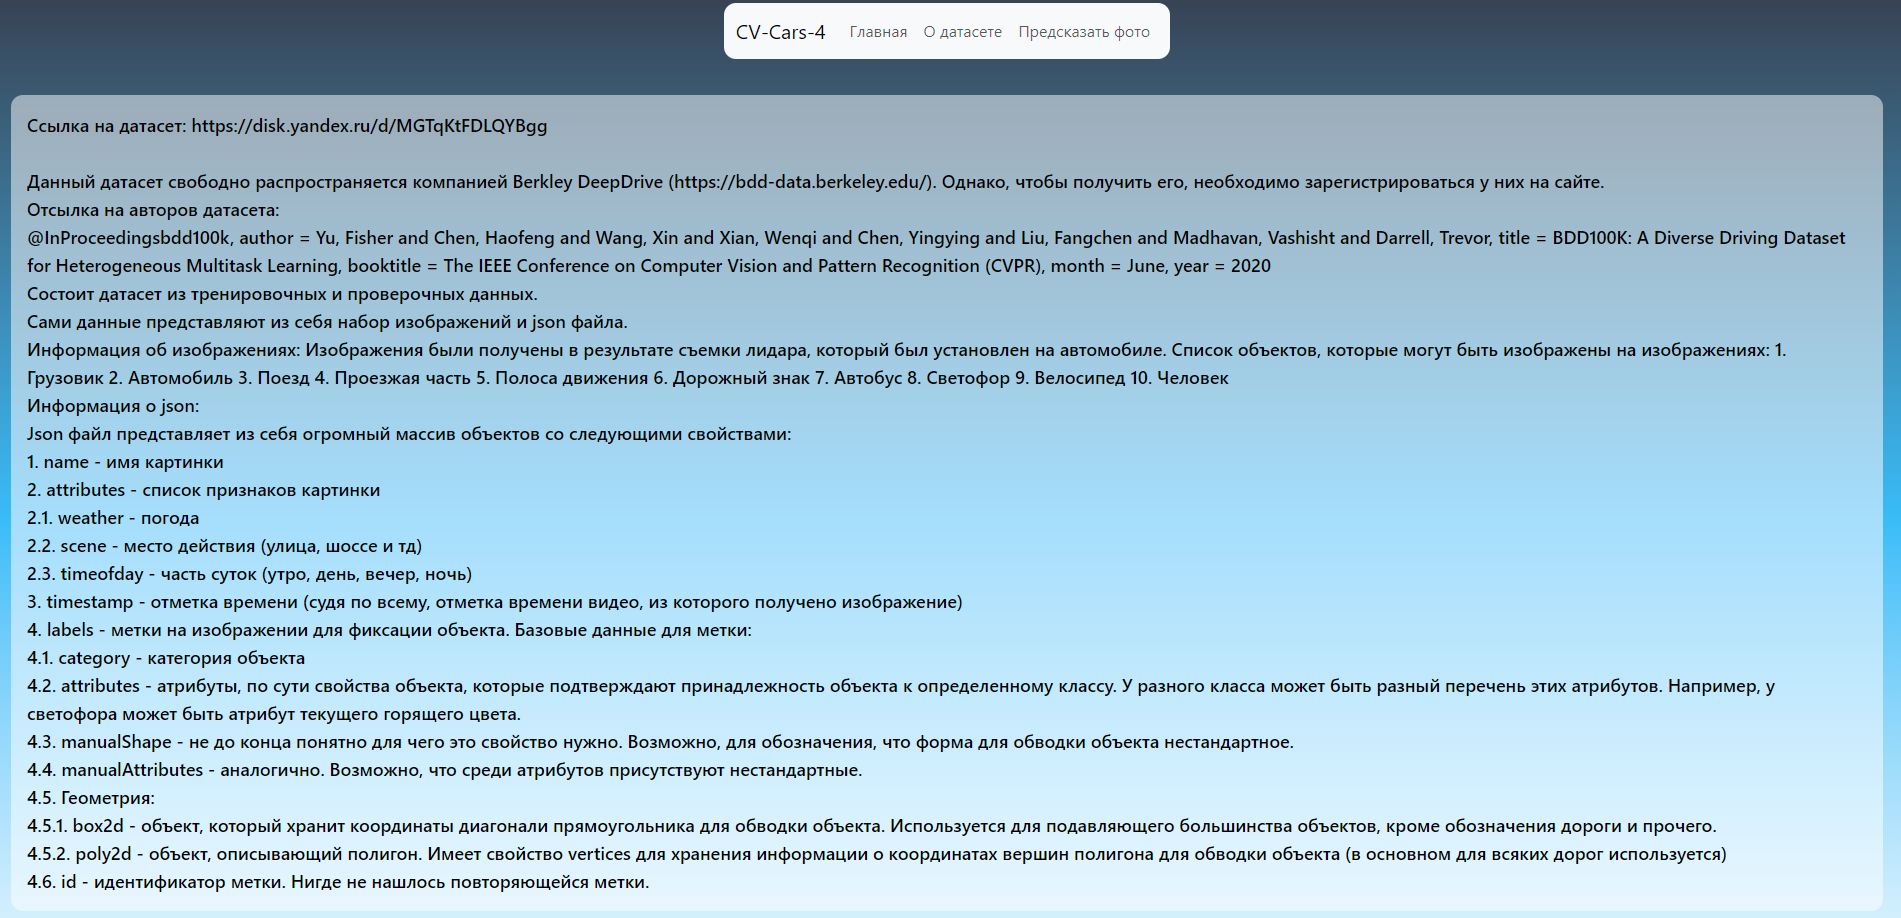 CV-Cars-4 Главная О датасете Предсказать фото
Ссылка на датасет: https://disk.yandex.ru/d/MGTqKtFDLQYBgg
Данный датасет свободно распространяется компанией Berkley DeepDrive (https://bdd-data.berkeley.edu/). Однако, чтобы получить его, необходимо зарегистрироваться у них на сайте.
Отсылка на авторов датасета:
@InProceedingsbdd100k, author = Yu, Fisher and Chen, Haofeng and Wang, Xin and Xian, Wenqi and Chen, Yingying and Liu, Fangchen and Madhavan, Vashisht and Darrell, Trevor, title = BDD100K: A Diverse Driving Dataset
for Heterogeneous Multitask Learning, booktitle = The IEEE Conference on Computer Vision and Pattern Recognition (CVPR), month = June, year = 2020
Состоит датасет из тренировочных и проверочных данных.
Сами данные представляют из себя набор изображений и json файла.
Информация об изображениях: Изображения были получены в результате съемки лидара, который был установлен на автомобиле. Список объектов, которые могут быть изображены на изображениях: 1.
Грузовик 2. Автомобиль 3. Поезд 4. Проезжая часть 5. Полоса движения 6. Дорожный знак 7. Автобус 8. Светофор 9. Велосипед 10. Человек
Информация о json:
Json файл представляет из себя огромный массив объектов со следующими свойствами:
1. name - имя картинки
2. attributes - список признаков картинки
2.1. weather - погода
2.2. scene - место действия (улица, шоссе и тд)
2.3. timeofday - часть суток (утро, день, вечер, ночь)
3. timestamp - отметка времени (судя по всему, отметка времени видео, из которого получено изображение)
4. labels - метки на изображении для фиксации объекта. Базовые данные для метки:
4.1. category - категория объекта
4.2. attributes - атрибуты, по сути свойства объекта, которые подтверждают принадлежность объекта к определенному классу. У разного класса может быть разный перечень этих атрибутов. Например, у
светофора может быть атрибут текущего горящего цвета.
4.3. manualShape - не до конца понятно для чего это свойство нужно. Возможно, для обозначения, что форма для обводки объекта нестандартное.
4.4. manualAttributes - аналогично. Возможно, что среди атрибутов присутствуют нестандартные.
4.5. Геометрия:
4.5.1. box2d - объект, который хранит координаты диагонали прямоугольника для обводки объекта. Используется для подавляющего большинства объектов, кроме обозначения дороги и прочего.
4.5.2. poly2d - объект, описывающий полигон. Имеет свойство vertices для хранения информации о координатах вершин полигона для обводки объекта (в основном для всяких дорог используется)
4.6. id - идентификатор метки. Нигде не нашлось повторяющейся метки.